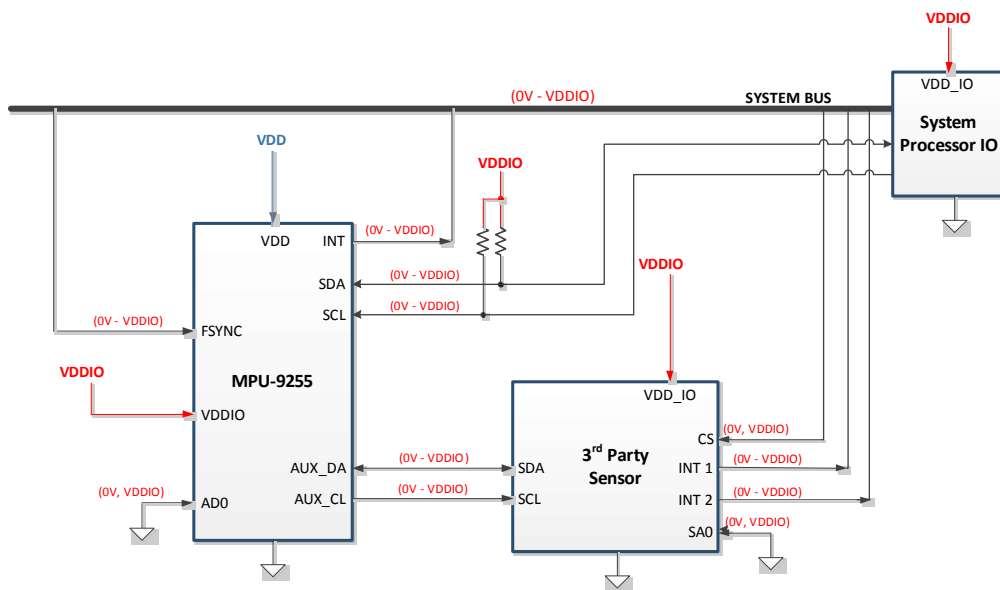 VDDIO
VDD_IO
System
Processor IO
(0V - VDDIO)
SYSTEM BUS
VDD
VDDIO
VDD
INT
(0V - VDDIO)
SDA
(0V - VDDIO)
SCL
(0V - VDDIO)
(0V - VDDIO)
FSYNC
MPU-9255
VDDIO
VDDIO
AUX_DA
(0V - VDDIO)
AUX_CL
(0V - VDDIO)
(0V, VDDIO)
AD0
VDDIO
VDD_IO
3rd Party
Sensor
SDA
SCL
CS
(0V, VDDIO)
INT 1
(0V - VDDIO)
INT 2
(0V - VDDIO)
SA0
(0V, VDDIO)